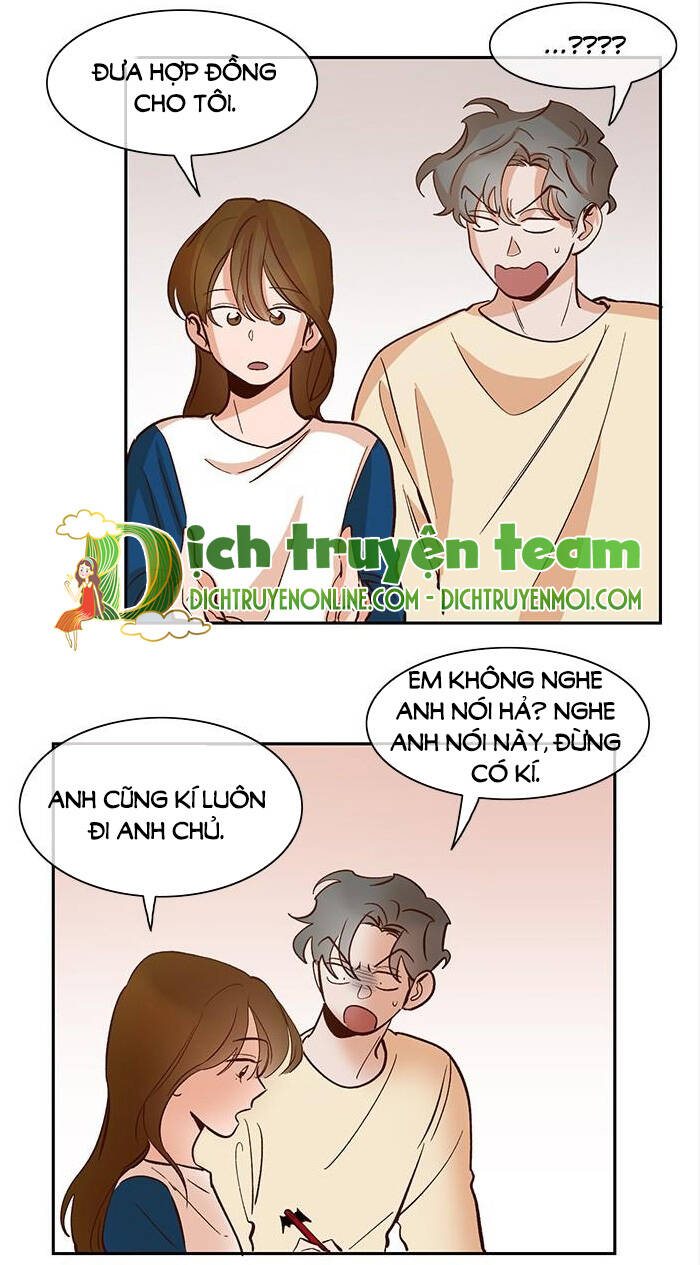 ĐƯA HỢP ĐỒNG
CHO TÔI.
...????
Dịch truyện team
DICHTRUYENONLINE.COM - DICHTRUYENMOI.COM
EM KHÔNG NGHE
ANH NÓI HẢ? NGHE
ANH NÓI NÀY, ĐỪNG
CÓ KÍ.
ANH CŨNG KÍ LUÔN
ĐI ANH CHỦ.